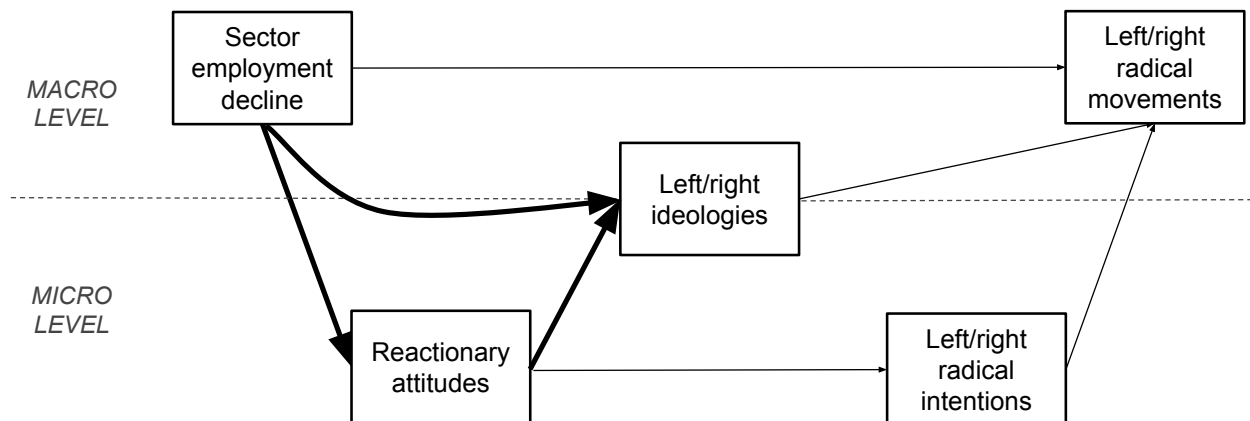 Sector
employment
decline
Left/right
radical
movements
MACRO
LEVEL
Left/right
ideologies
MICRO
LEVEL
Reactionary
attitudes
Left/right
radical
intentions